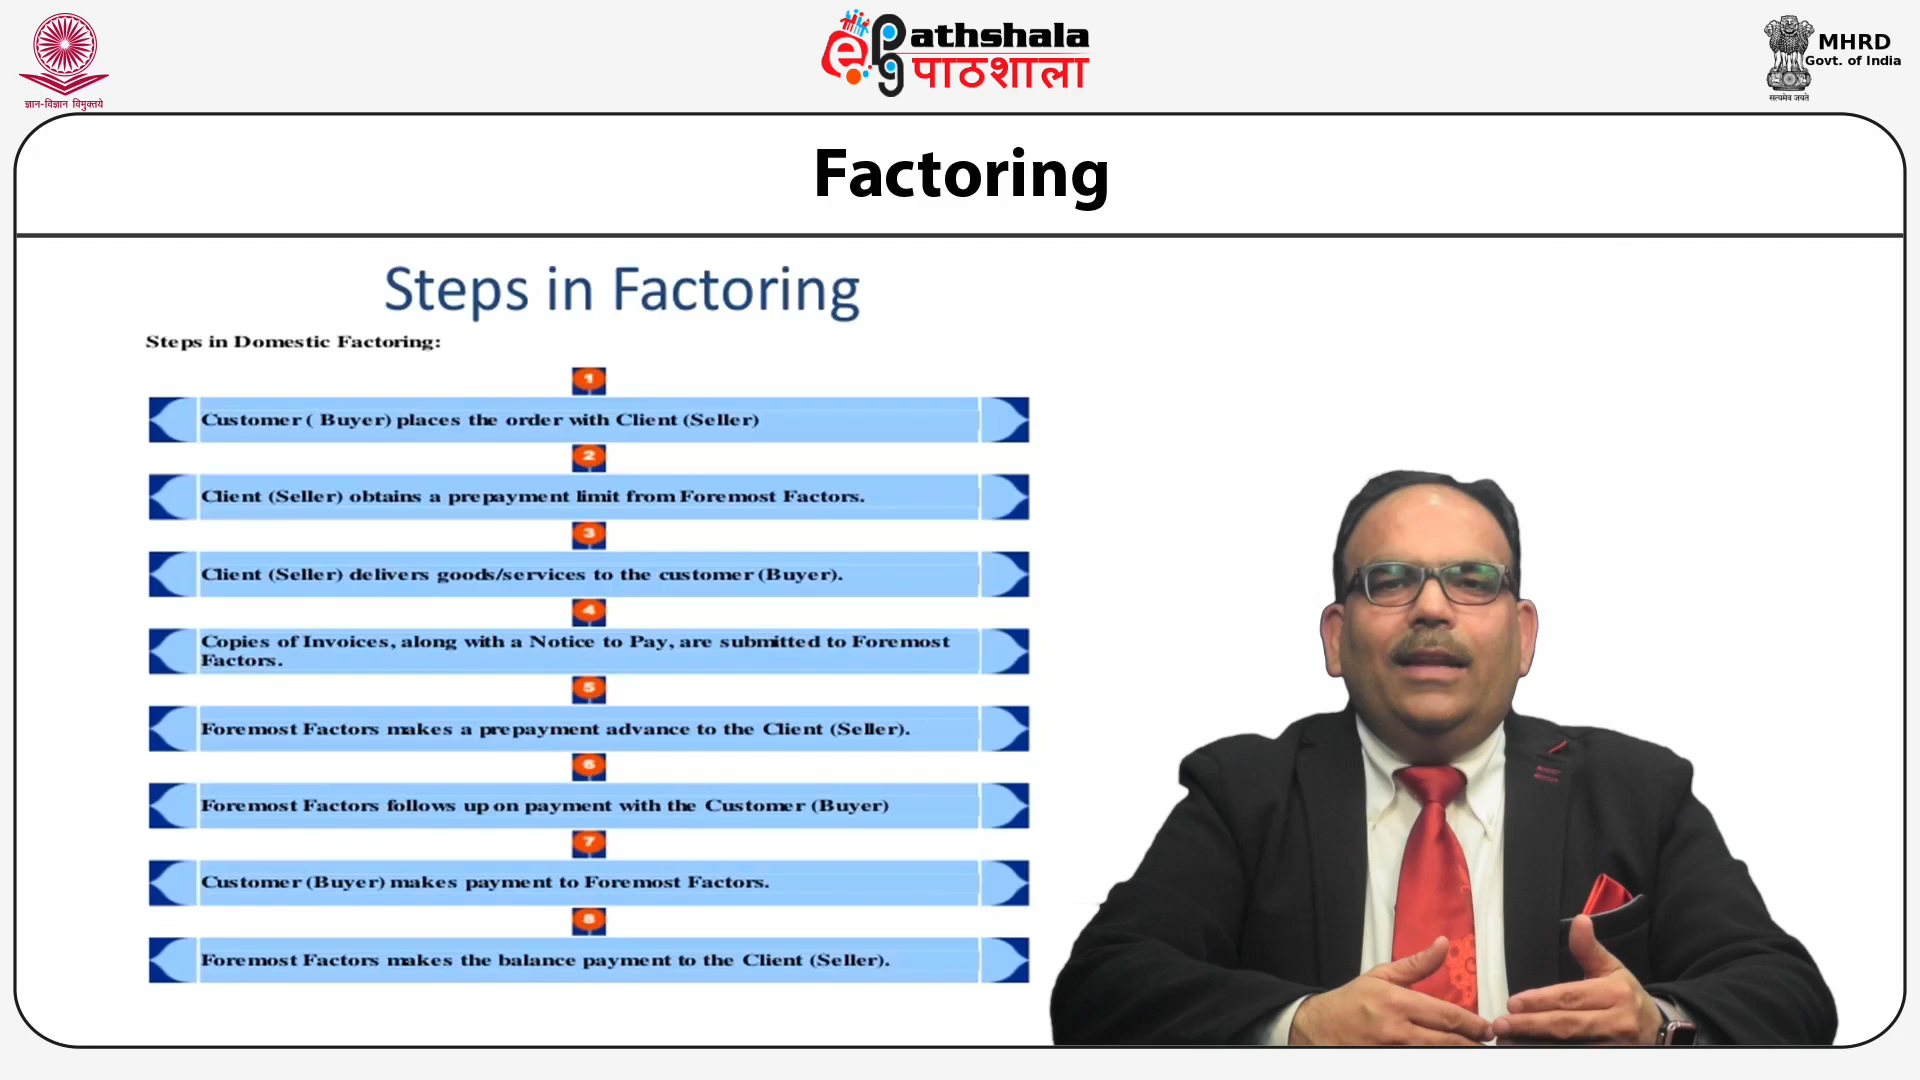 ज्ञान-विज्ञान विमुक्तये
ePathshala
पाठशाला
MHRD
Govt. of India
सत्यमेव जयते
Factoring
Steps in Factoring
Steps in Domestic Factoring:
1
Customer ( Buyer) places the order with Client (Seller)
2
Client (Seller) obtains a prepayment limit from Foremost Factors.
3
Client (Seller) delivers goods/services to the customer (Buyer).
4
Copies of Invoices, along with a Notice to Pay, are submitted to Foremost
Factors.
5
Foremost Factors makes a prepayment advance to the Client (Seller).
6
Foremost Factors follows up on payment with the Customer (Buyer)
7
Customer (Buyer) makes payment to Foremost Factors.
8
Foremost Factors makes the balance payment to the Client (Seller).